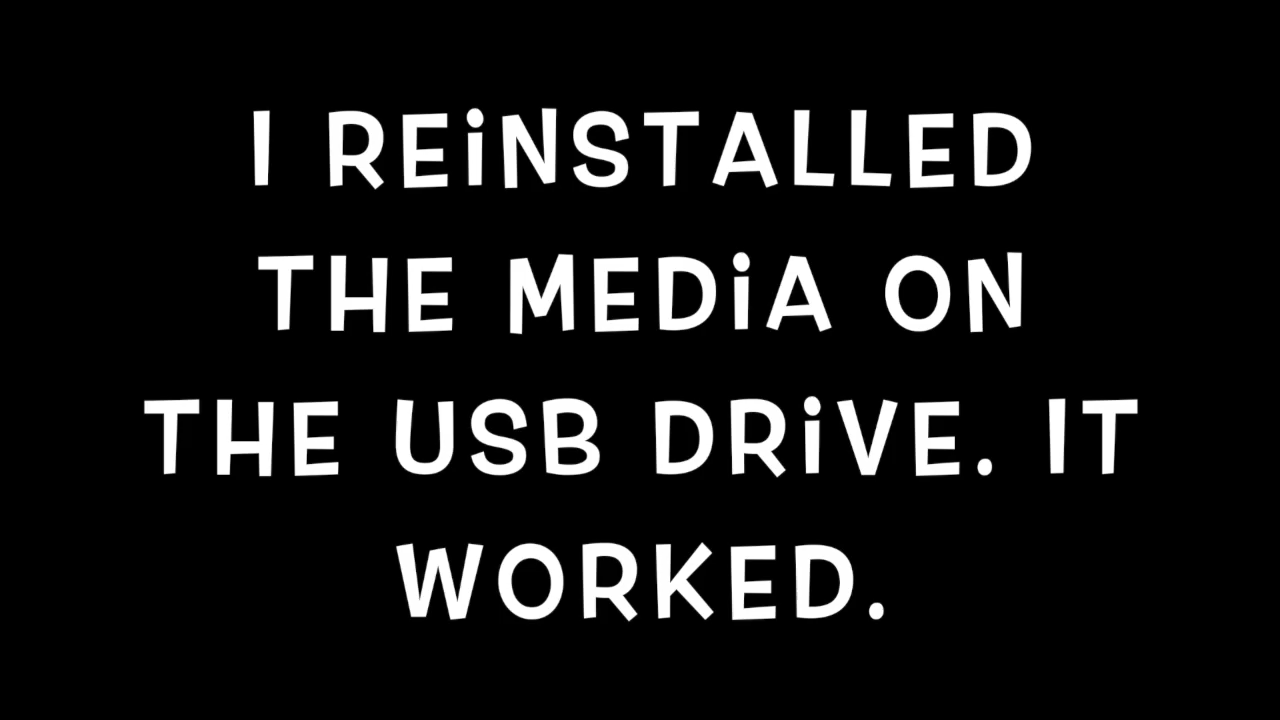 I REiNSTALLED
THE MEDiA ON
THE USB DRiVE. IT
WORKED.